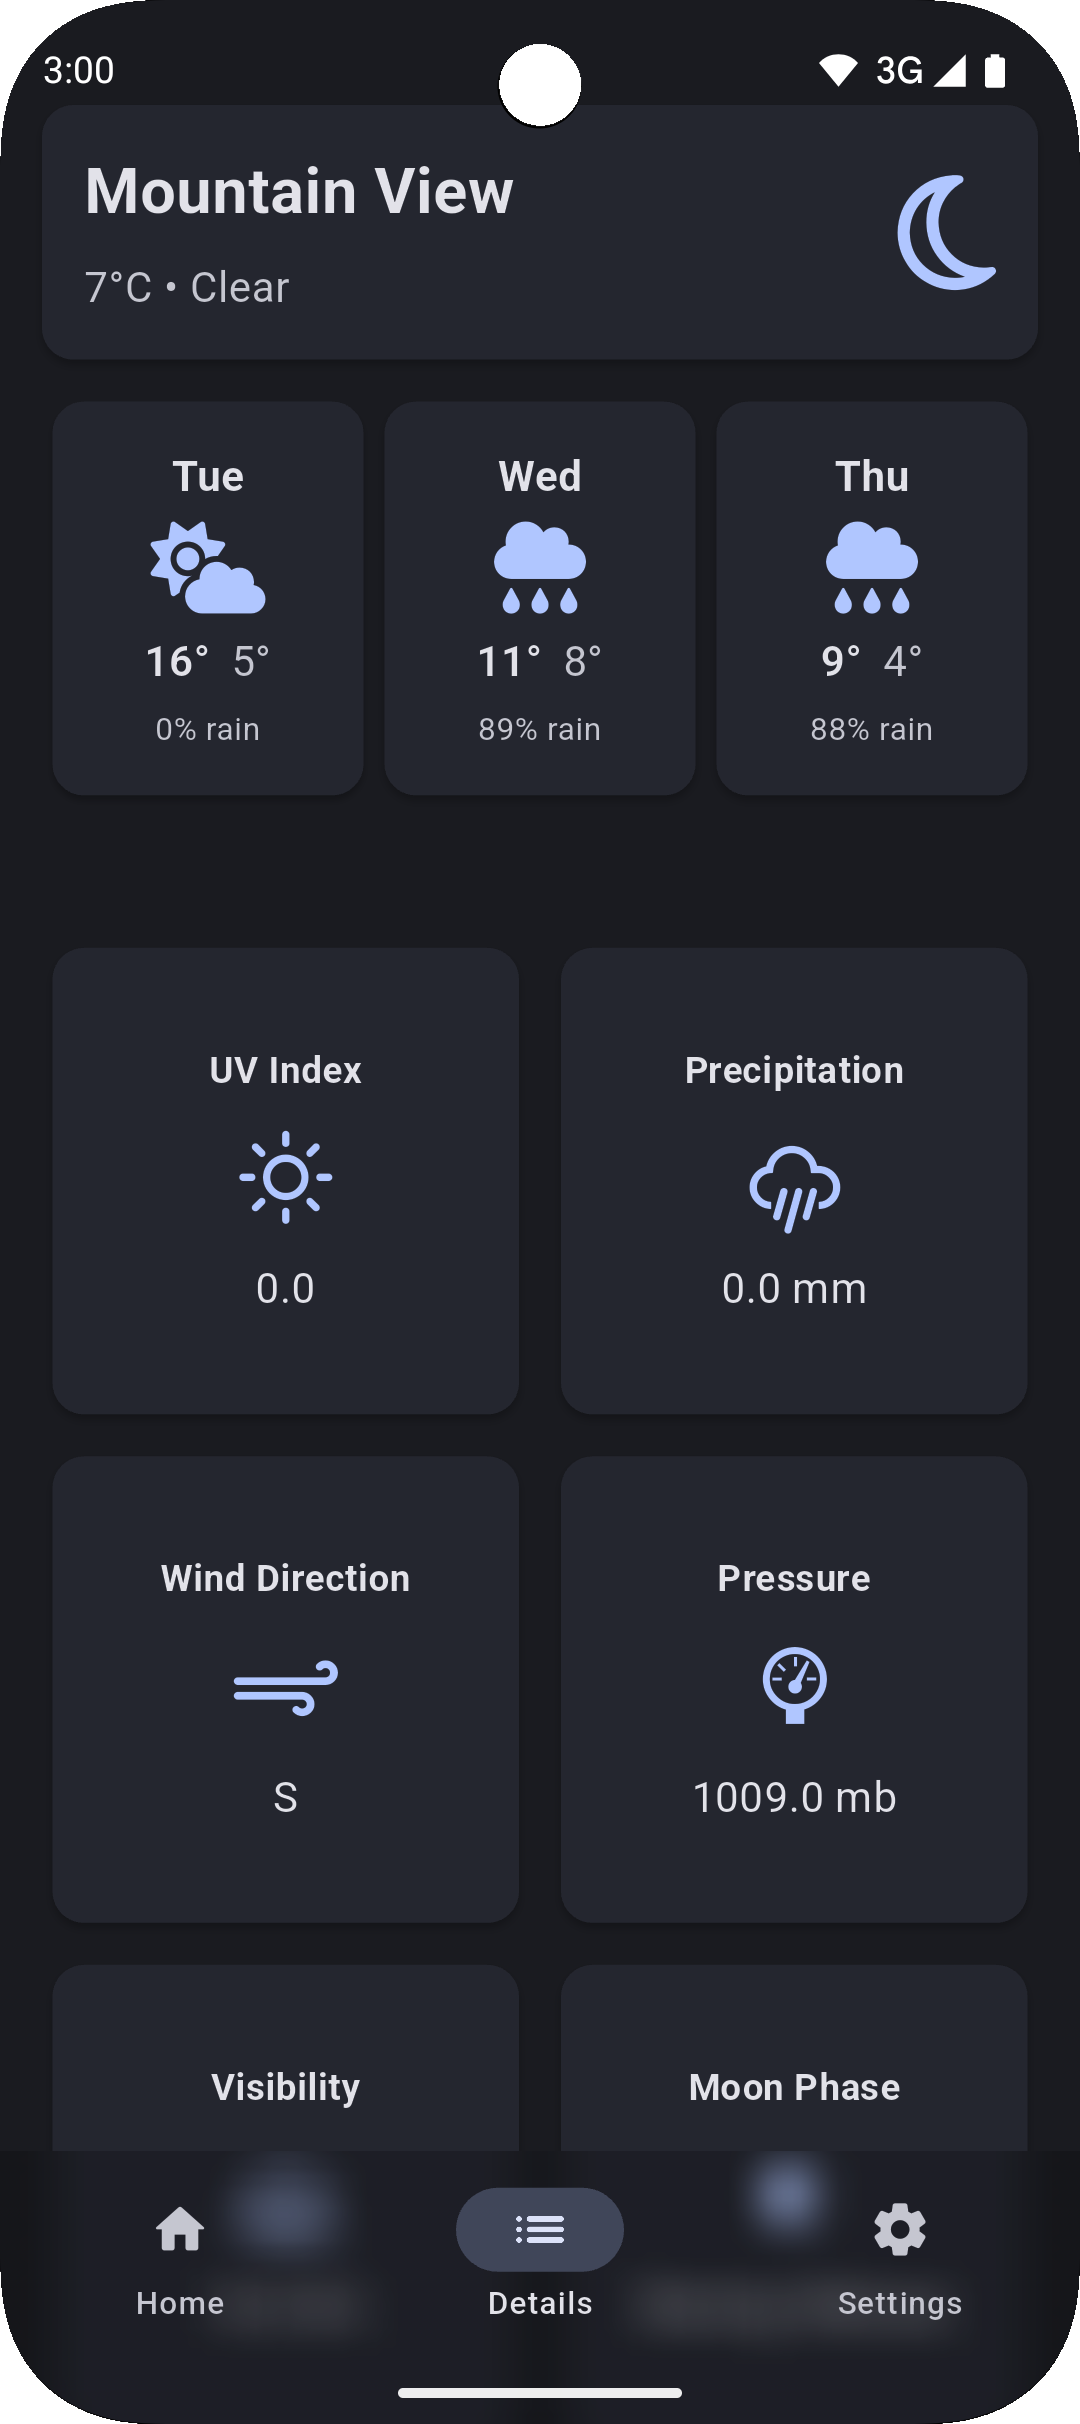 3:00
3G
Mountain View
7°C • Clear
Tue
Wed
Thu
16° 5°
11° 8°
9° 4°
0% rain
89% rain
88% rain
UV Index
Precipitation
0.0
0.0 mm
Wind Direction
Pressure
S
1009.0 mb
Visibility
Moon Phase
Home
Details
Settings